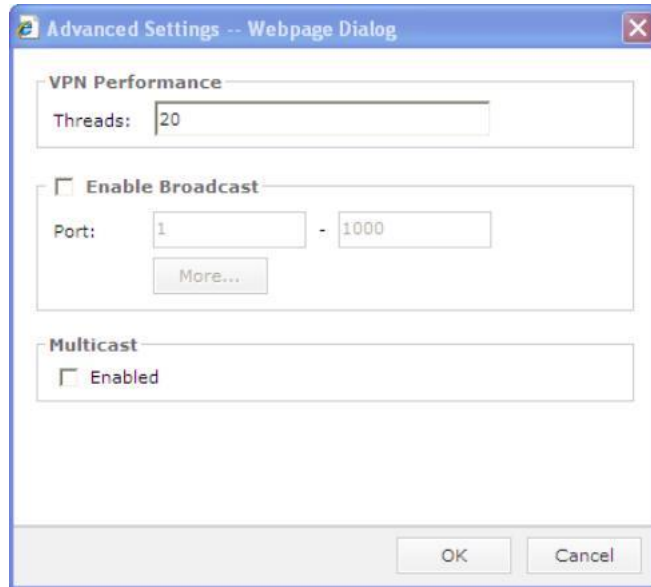 Advanced Settings -- Webpage Dialog
VPN Performance
Threads: 20
Enable Broadcast
Port: 1 - 1000
More...
Multicast
Enabled
OK Cancel